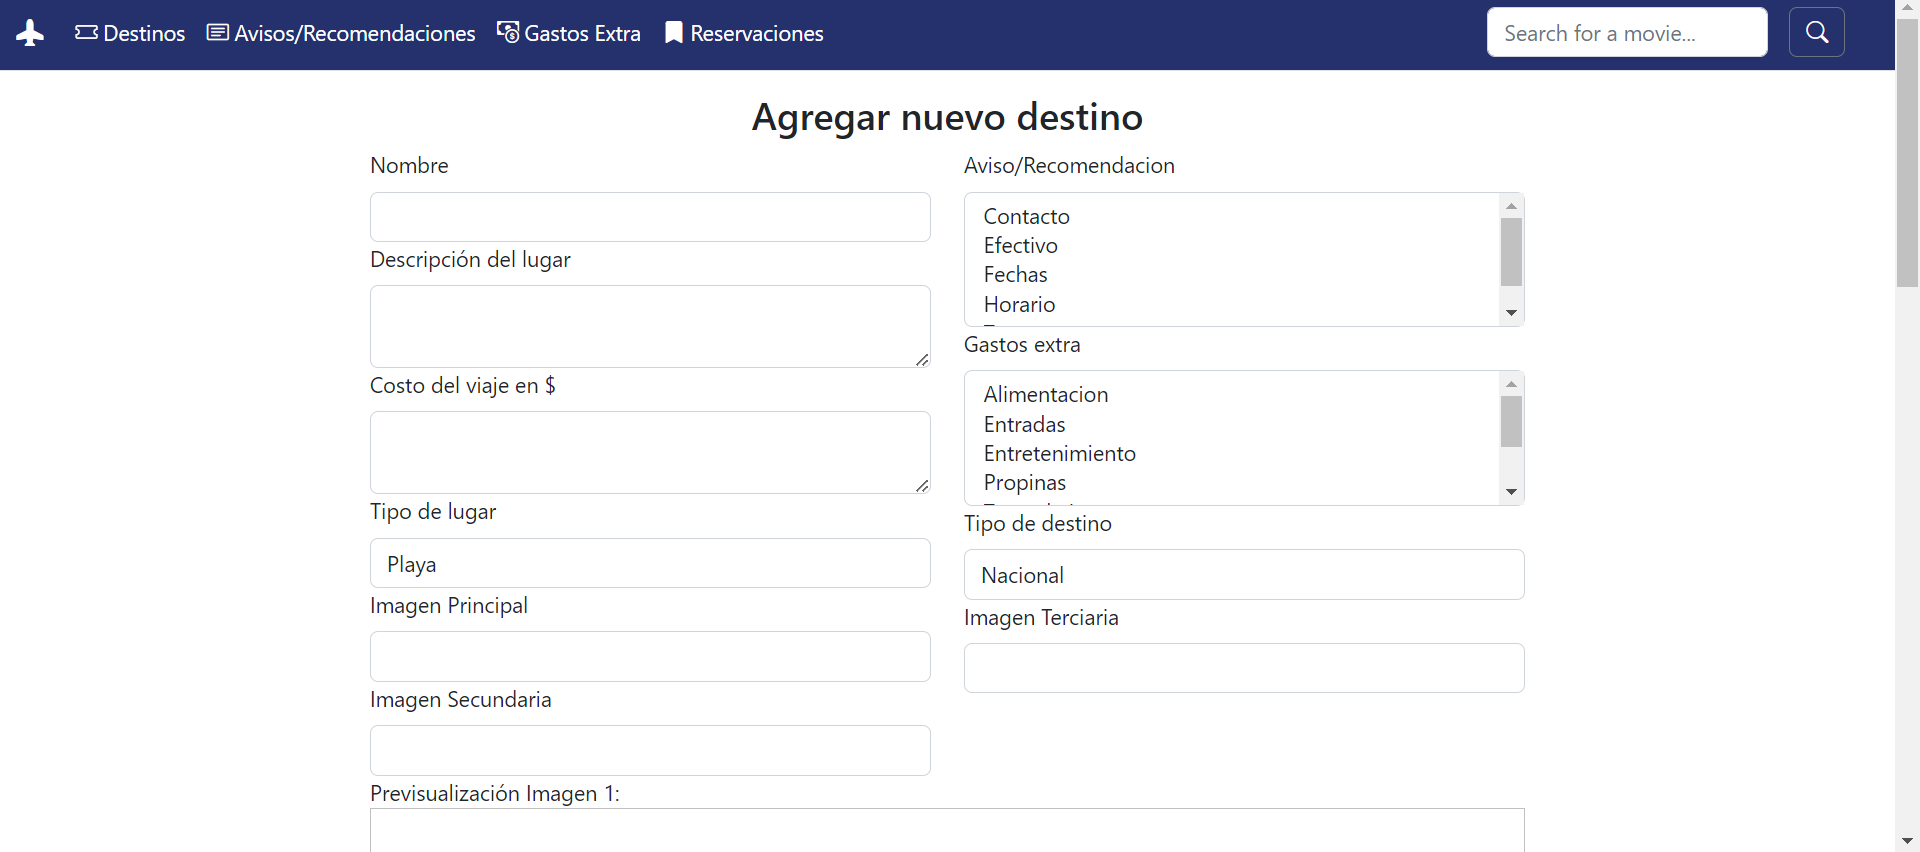 Destinos Avisos/Recomendaciones Gastos Extra Reservaciones Search for a movie...
Agregar nuevo destino
Nombre
Descripción del lugar
Costo del viaje en $
Tipo de lugar
Playa
Imagen Principal
Imagen Secundaria
Aviso/Recomendacion
Contacto
Efectivo
Fechas
Horario
Gastos extra
Alimentacion
Entradas
Entretenimiento
Propinas
Tipo de destino
Nacional
Imagen Terciaria
Previsualización Imagen 1: